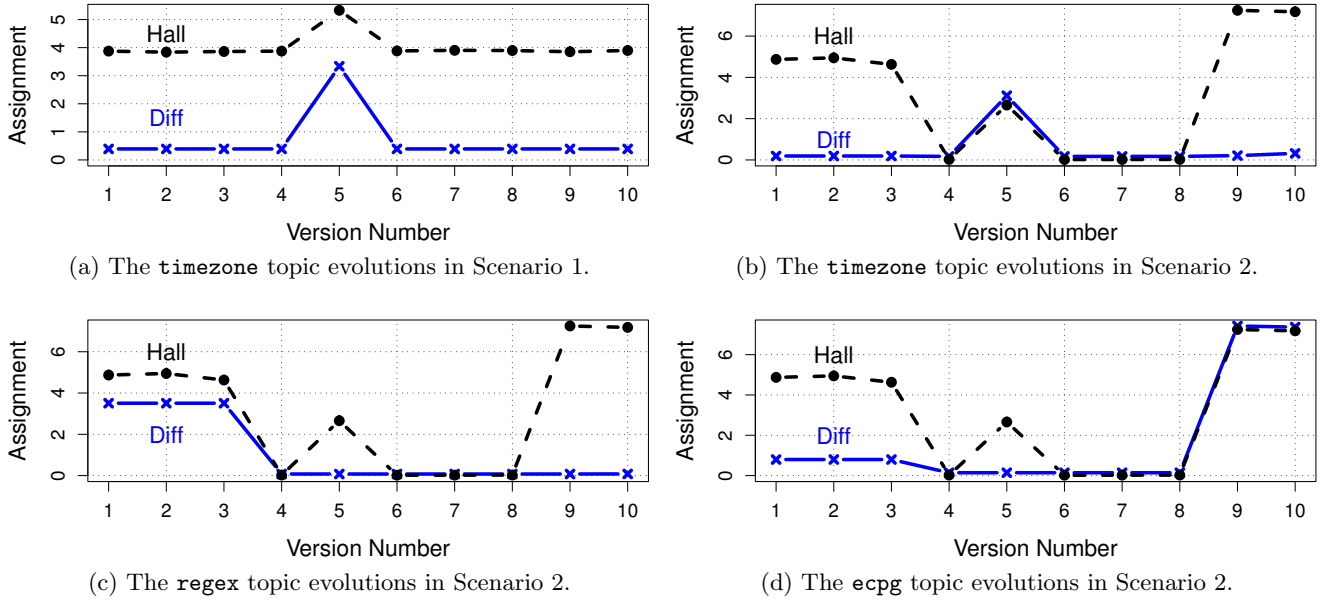 Assignment
5
4
3
2
1
0
Hall
Diff
1 2 3 4 5 6 7 8 9 10
Version Number
(a) The timezone topic evolutions in Scenario 1.
Assignment
6
4
2
0
Hall
Diff
1 2 3 4 5 6 7 8 9 10
Version Number
(b) The timezone topic evolutions in Scenario 2.
Assignment
6
4
2
0
Hall
Diff
1 2 3 4 5 6 7 8 9 10
Version Number
(c) The regex topic evolutions in Scenario 2.
Assignment
6
4
2
0
Hall
Diff
1 2 3 4 5 6 7 8 9 10
Version Number
(d) The ecpg topic evolutions in Scenario 2.